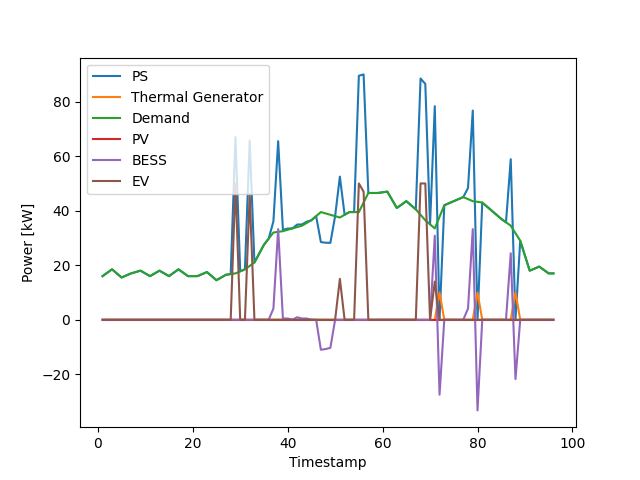 PS
Thermal Generator
Demand
PV
BESS
EV
Power [kW]
80
60
40
20
0
−20
0 20 40 60 80 100
Timestamp